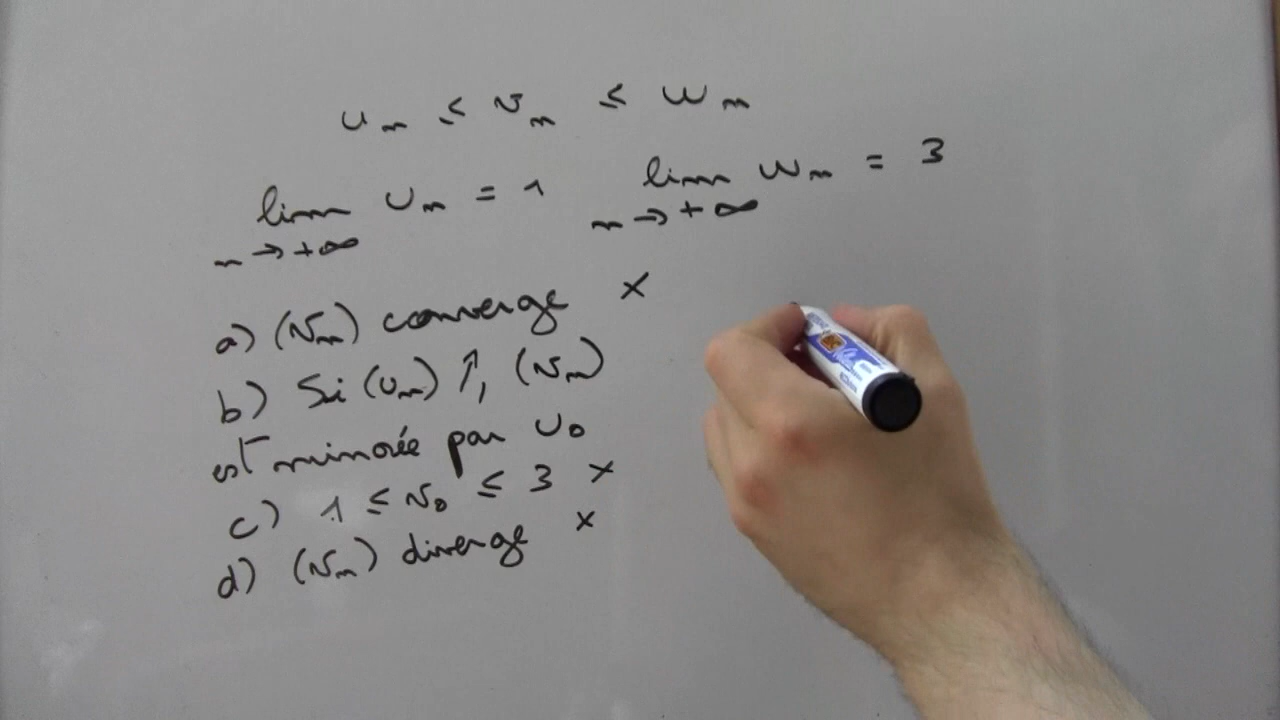 uₙ ≤ vₙ ≤ wₙ
lim uₙ = 1 lim wₙ = 3
n → +∞ n → +∞
a) (vₙ) converge ×
b) Si (uₙ) ↑, (vₙ)
est minorée par u₀
c) 1 ≤ v₀ ≤ 3 ×
d) (vₙ) diverge ×